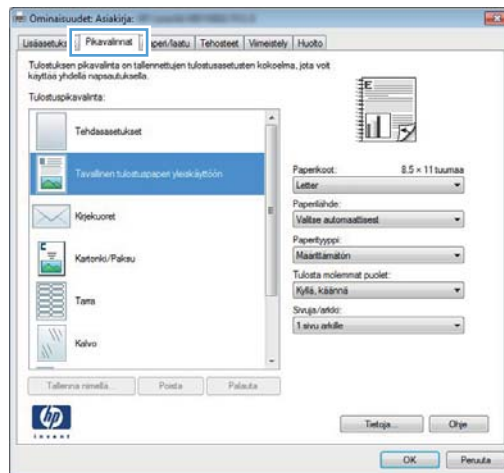 Ominaisuudet: Asiakirja:
Lisäasetuks Pikavalinnat Paperi/laatu Tehosteet Viimeistely Huolto
Tulostuksen pikavalinta on tallennettujen tulostusasetusten kokoelma, jota voit
käyttää yhdellä napsautuksella.
Tulostuspikavalinta:
Tehdasasetukset
Tavallinen tulostuspaperi yleiskäyttöön
Kirjekuoret
Kartonki/Paksu
Tarra
Kalvo
Paperikoot: 8.5 × 11 tuumaa
Letter
Paperilähde:
Valitse automaattisesti
Paperityyppi:
Määrittämätön
Tulosta molemmat puolet:
Kyllä, käännä
Sivuja/arkki:
1 sivu arkille
Tallenna nimellä... Poista Palauta
hp
invent
Tietoja... Ohje
OK Peruuta